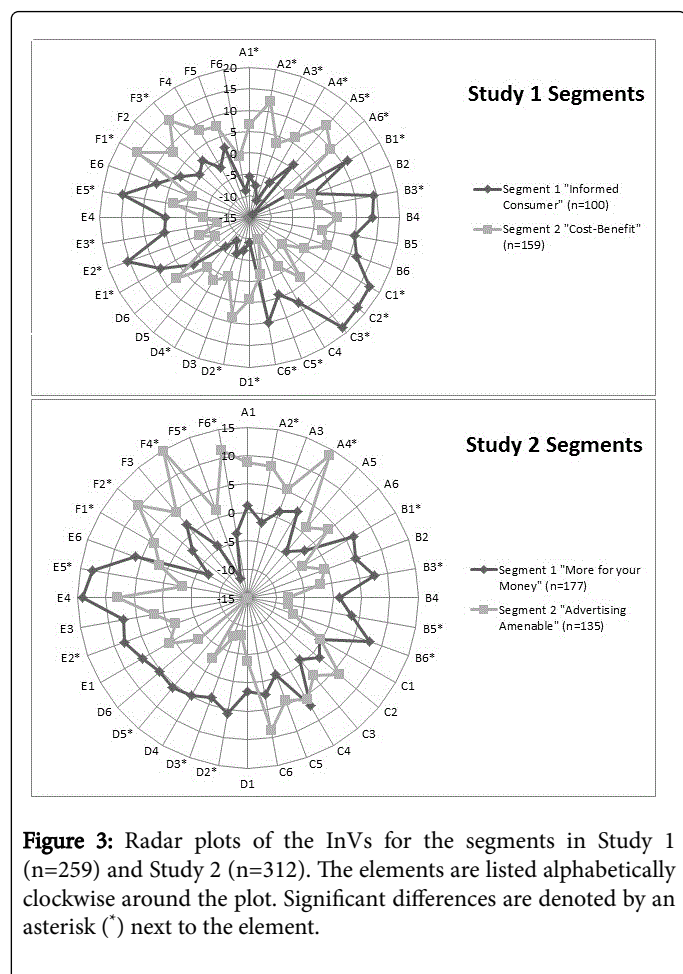 Study 1 Segments
A1*
A2*
A3*
A4*
A5*
A6*
B1*
B2
B3*
B4
B5
B6
C1*
C2*
C3*
C4
C5*
C6*
D1*
D2*
D3
D4*
D5
D6
E1*
E2*
E3*
E4
E5*
E6
F1*
F2
F3*
F4
F5
F6
20
15
10
5
0
-5
-10
-15
Segment 1 "Informed
Consumer" (n=100)
Segment 2 "Cost-Benefit"
(n=159)
Study 2 Segments
A1
A2*
A3
A4*
A5
A6
B1*
B2
B3*
B4
B5*
B6*
C1
C2
C3
C4
C5
C6
D1
D2*
D3*
D4
D5*
D6
E1
E2*
E3
E4
E5*
E6
F1*
F2*
F3
F4*
F5*
F6*
15
10
5
0
-5
-10
-15
Segment 1 "More for your
Money" (n=177)
Segment 2 "Advertising
Amenable" (n=135)
Figure 3: Radar plots of the InVs for the segments in Study 1
(n=259) and Study 2 (n=312). The elements are listed alphabetically
clockwise around the plot. Significant differences are denoted by an
asterisk (*) next to the element.